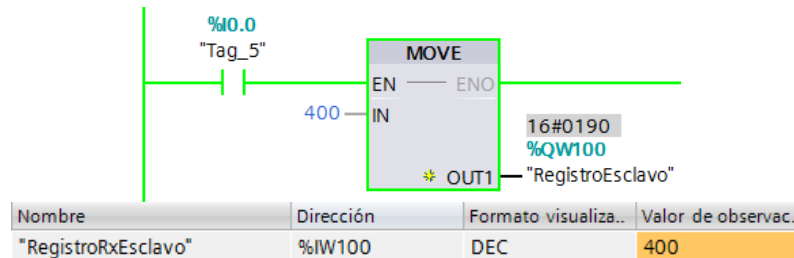 %I0.0
"Tag_5"
MOVE
EN ENO
400 IN
16#0190
%QW100
OUT1 "RegistroEsclavo"
Nombre Dirección Formato visualiza.. Valor de observac.
"RegistroRxEsclavo" %IW100 DEC 400